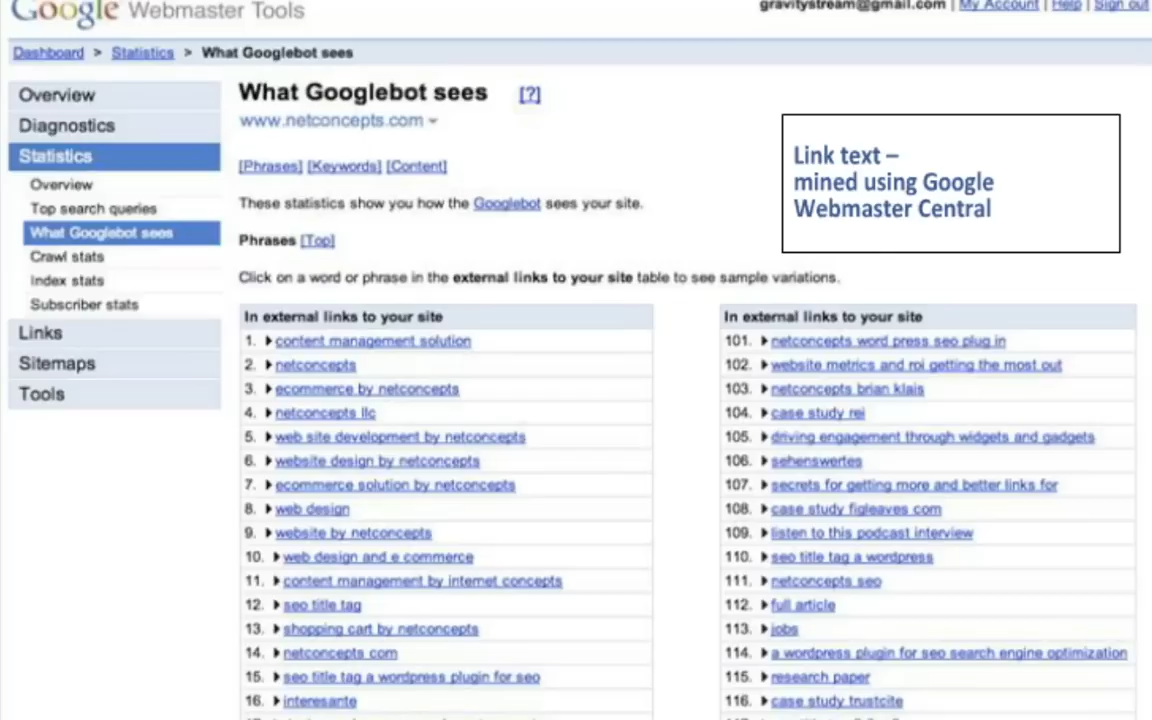 Google Webmaster Tools
gravitystream@gmail.com | My Account | Help | Sign out
Dashboard > Statistics > What Googlebot sees
Overview
Diagnostics
Statistics
Overview
Top search queries
What Googlebot sees
Crawl stats
Index stats
Subscriber stats
Links
Sitemaps
Tools
What Googlebot sees [?]
www.netconcepts.com
[Phrases] [Keywords] [Content]
These statistics show you how the Googlebot sees your site.
Phrases [Top]
Click on a word or phrase in the external links to your site table to see sample variations.
Link text –
mined using Google
Webmaster Central
In external links to your site
1. content management solution
2. netconcepts
3. ecommerce by netconcepts
4. netconcepts llc
5. web site development by netconcepts
6. website design by netconcepts
7. ecommerce solution by netconcepts
8. web design
9. website by netconcepts
10. web design and e commerce
11. content management by internet concepts
12. seo title tag
13. shopping cart by netconcepts
14. netconcepts com
15. seo title tag a wordpress plugin for seo
16. interesante
In external links to your site
101. netconcepts word press seo plug in
102. website metrics and roi getting the most out
103. netconcepts brian klais
104. case study rei
105. driving engagement through widgets and gadgets
106. sehenswertes
107. secrets for getting more and better links for
108. case study figleaves com
109. listen to this podcast interview
110. seo title tag a wordpress
111. netconcepts seo
112. full article
113. jobs
114. a wordpress plugin for seo search engine optimization
115. research paper
116. case study trustcite